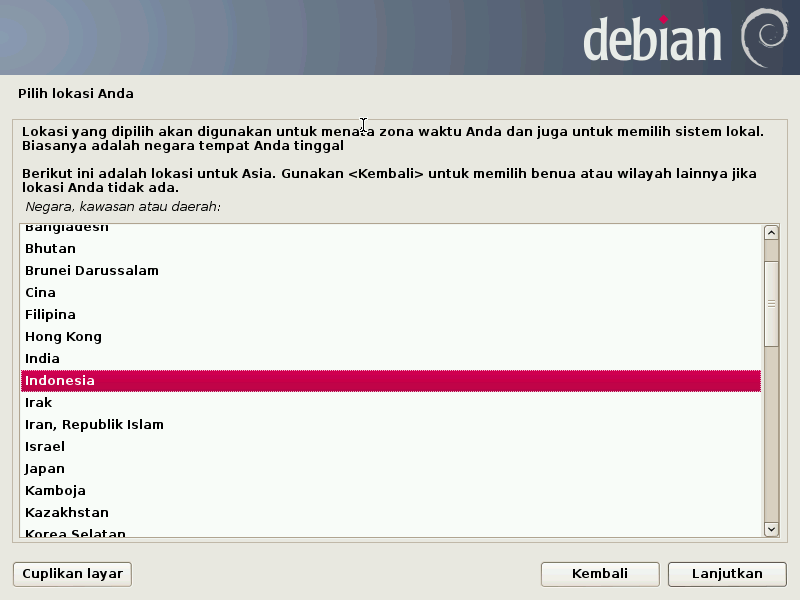 debian
Pilih lokasi Anda
Lokasi yang dipilih akan digunakan untuk menata zona waktu Anda dan juga untuk memilih sistem lokal.
Biasanya adalah negara tempat Anda tinggal
Berikut ini adalah lokasi untuk Asia. Gunakan <Kembali> untuk memilih benua atau wilayah lainnya jika
lokasi Anda tidak ada.
Negara, kawasan atau daerah:
Bangladesh
Bhutan
Brunei Darussalam
Cina
Filipina
Hong Kong
India
Indonesia
Irak
Iran, Republik Islam
Israel
Japan
Kamboja
Kazakhstan
Korea Selatan
Cuplikan layar
Kembali
Lanjutkan